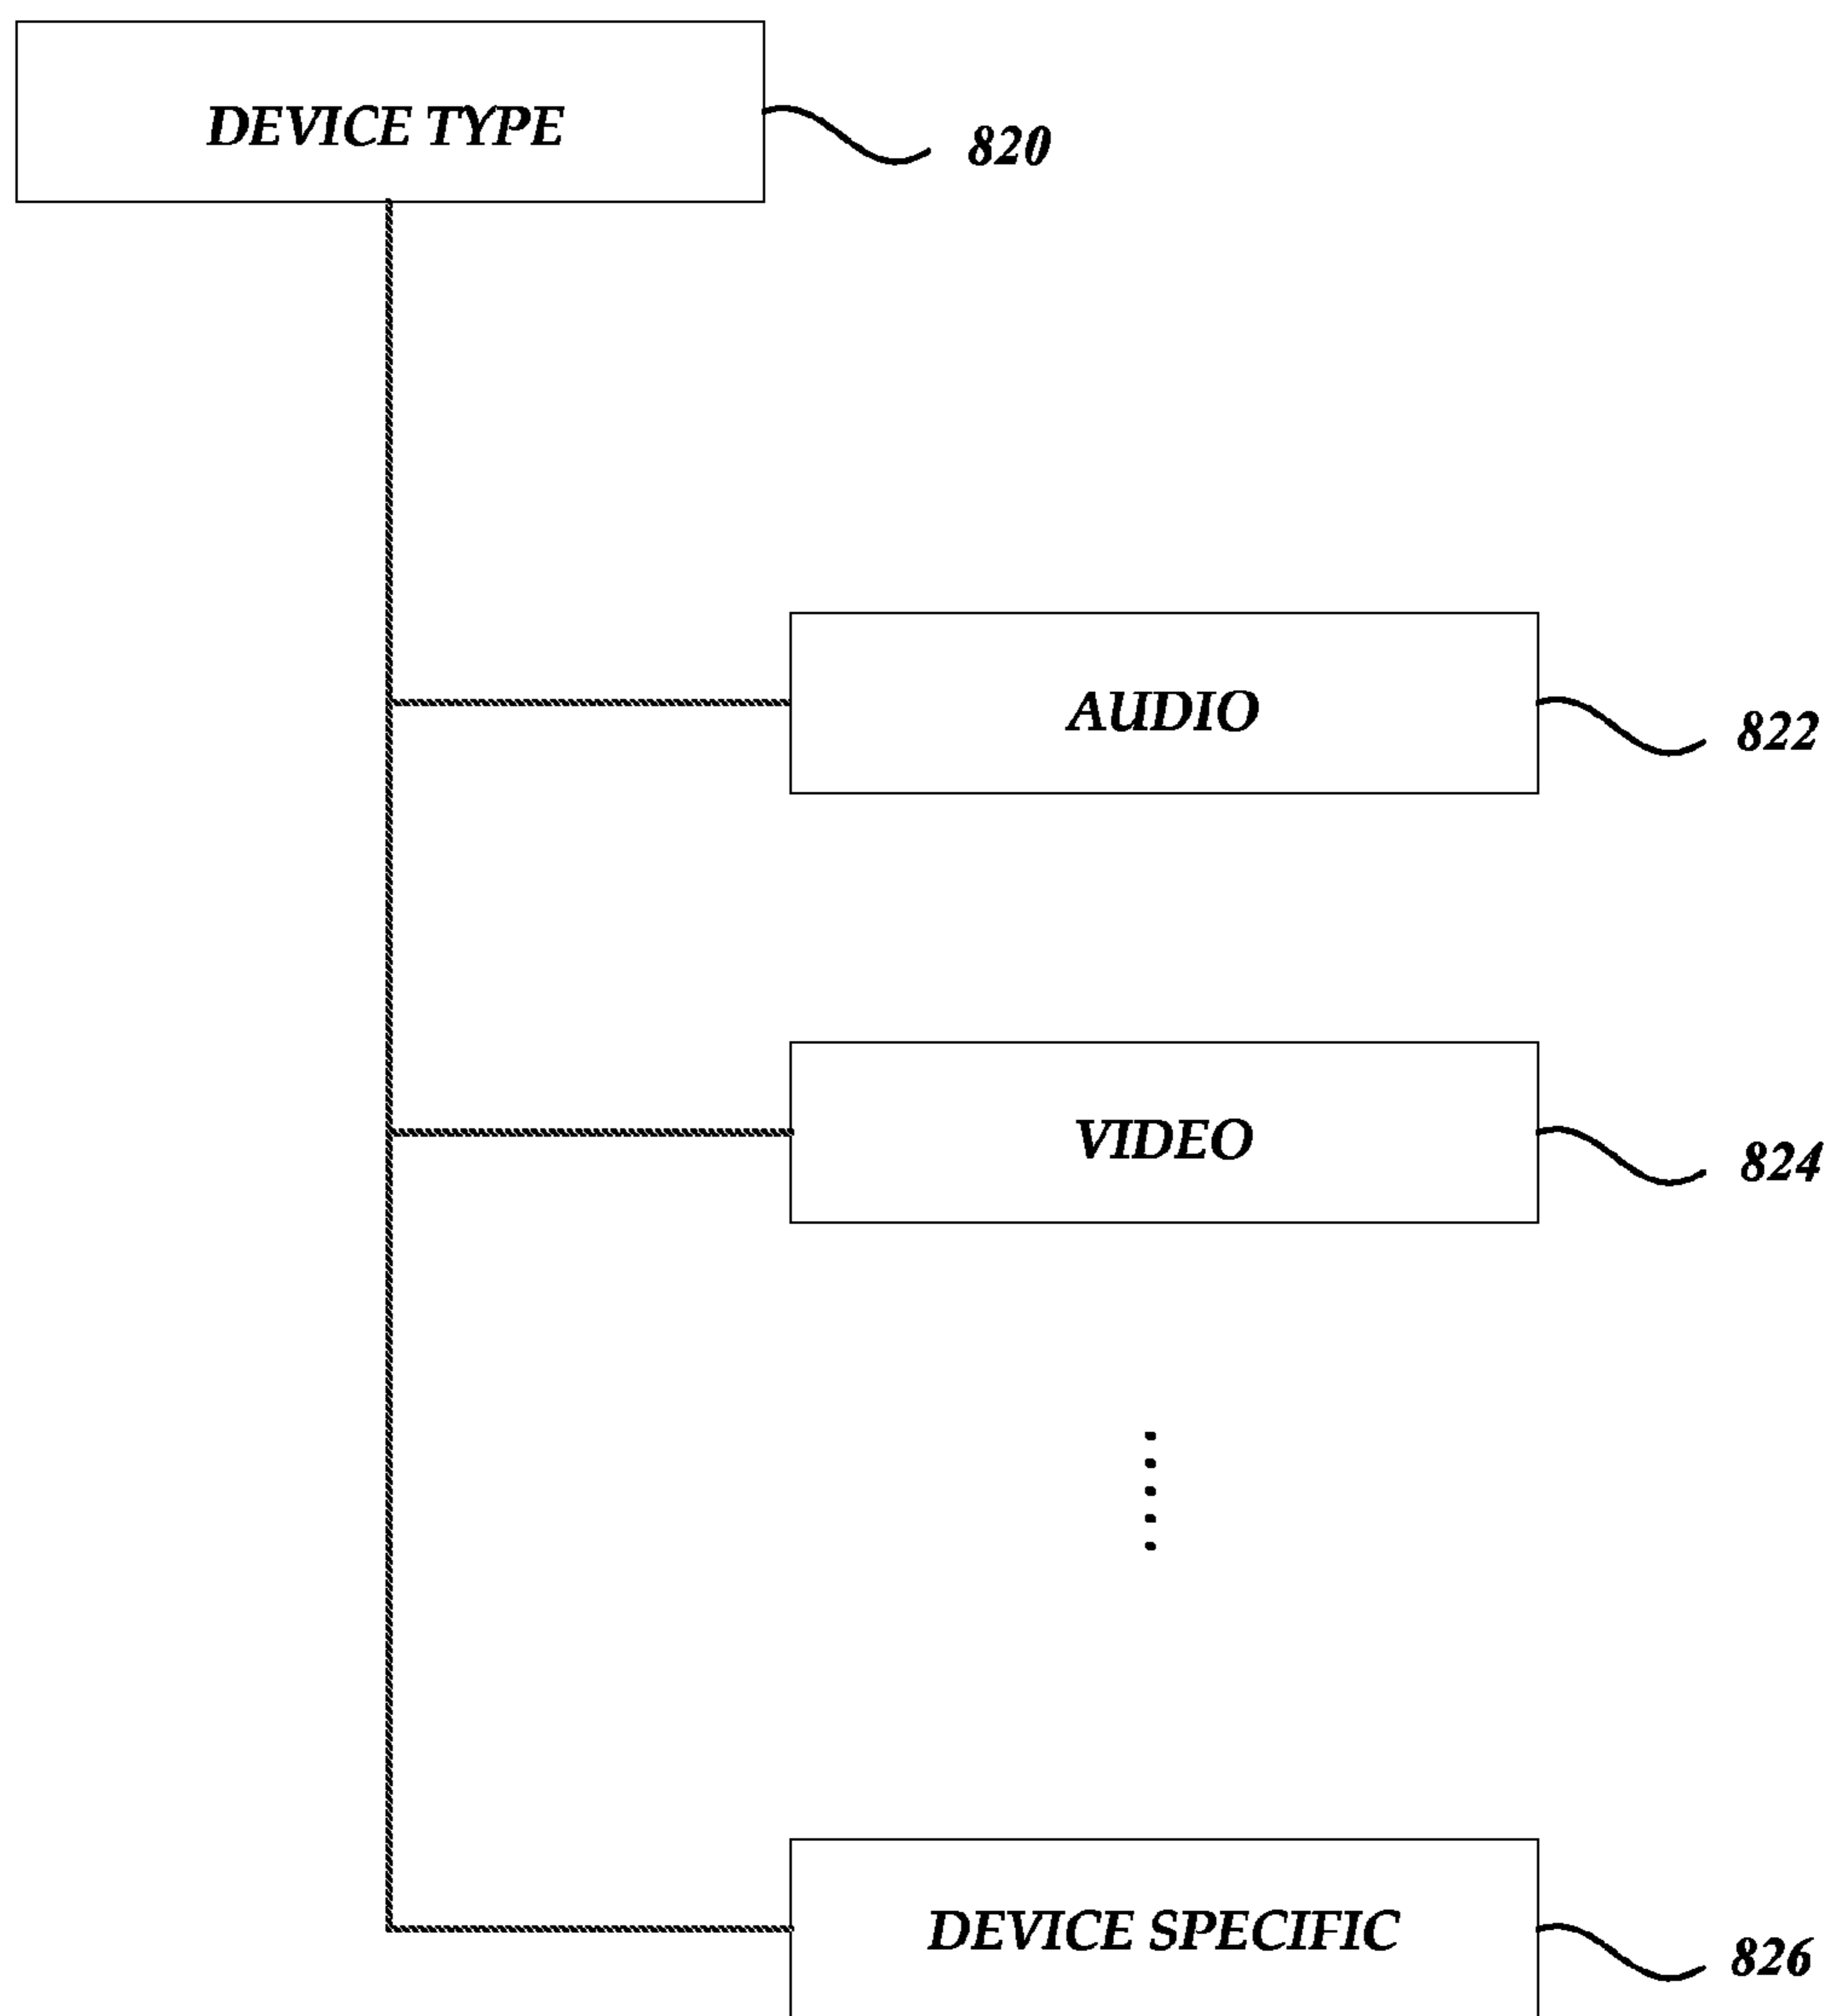 DEVICE TYPE
820
AUDIO
822
VIDEO
824
DEVICE SPECIFIC
826